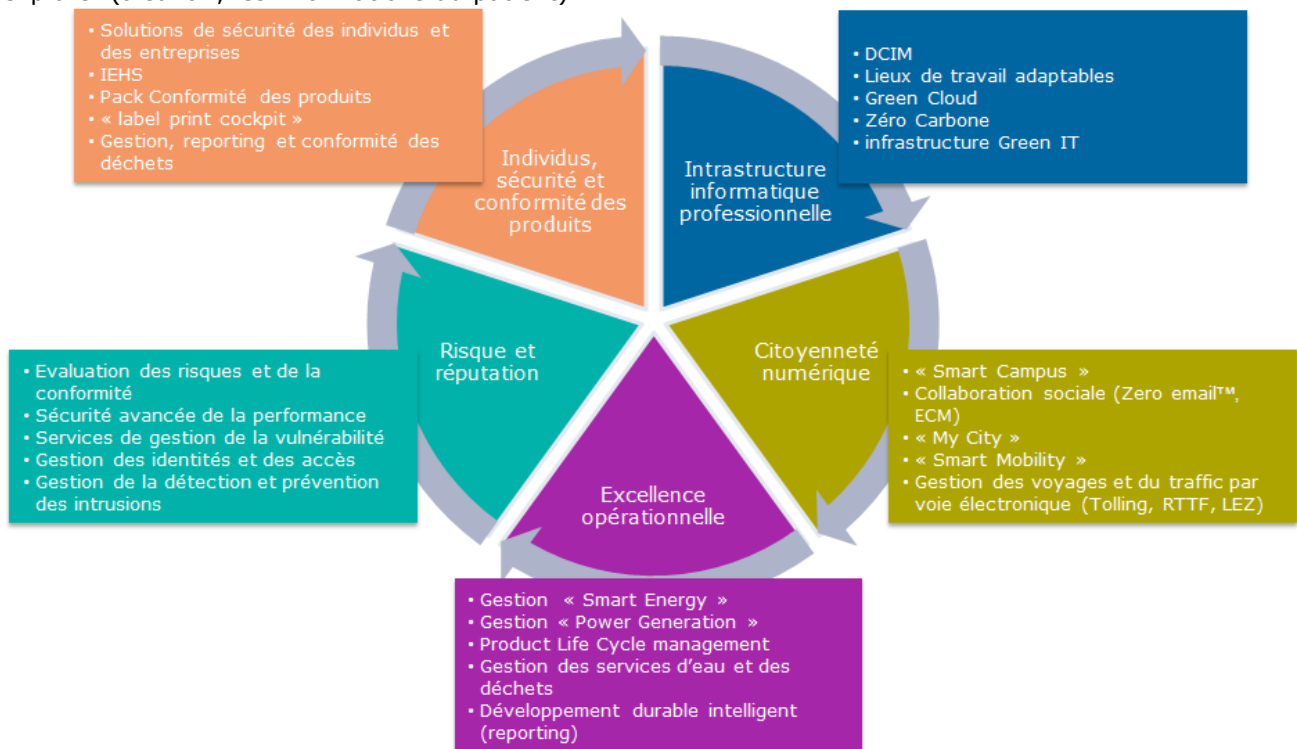 • Solutions de sécurité des individus et
des entreprises
• IEHS
• Pack Conformité des produits
• « label print cockpit »
• Gestion, reporting et conformité des
déchets
• DCIM
• Lieux de travail adaptables
• Green Cloud
• Zéro Carbone
• infrastructure Green IT
Individus,
sécurité et
conformité des
produits
Intrastructure
informatique
professionnelle
Risque et
réputation
Citoyenneté
numérique
Excellence
opérationnelle
• Evaluation des risques et de la
conformité
• Sécurité avancée de la performance
• Services de gestion de la vulnérabilité
• Gestion des identités et des accès
• Gestion de la détection et prévention
des intrusions
• « Smart Campus »
• Collaboration sociale (Zero email™,
ECM)
• « My City »
• « Smart Mobility »
• Gestion des voyages et du traffic par
voie électronique (Tolling, RTTF, LEZ)
• Gestion « Smart Energy »
• Gestion « Power Generation »
• Product Life Cycle management
• Gestion des services d'eau et des
déchets
• Développement durable intelligent
(reporting)